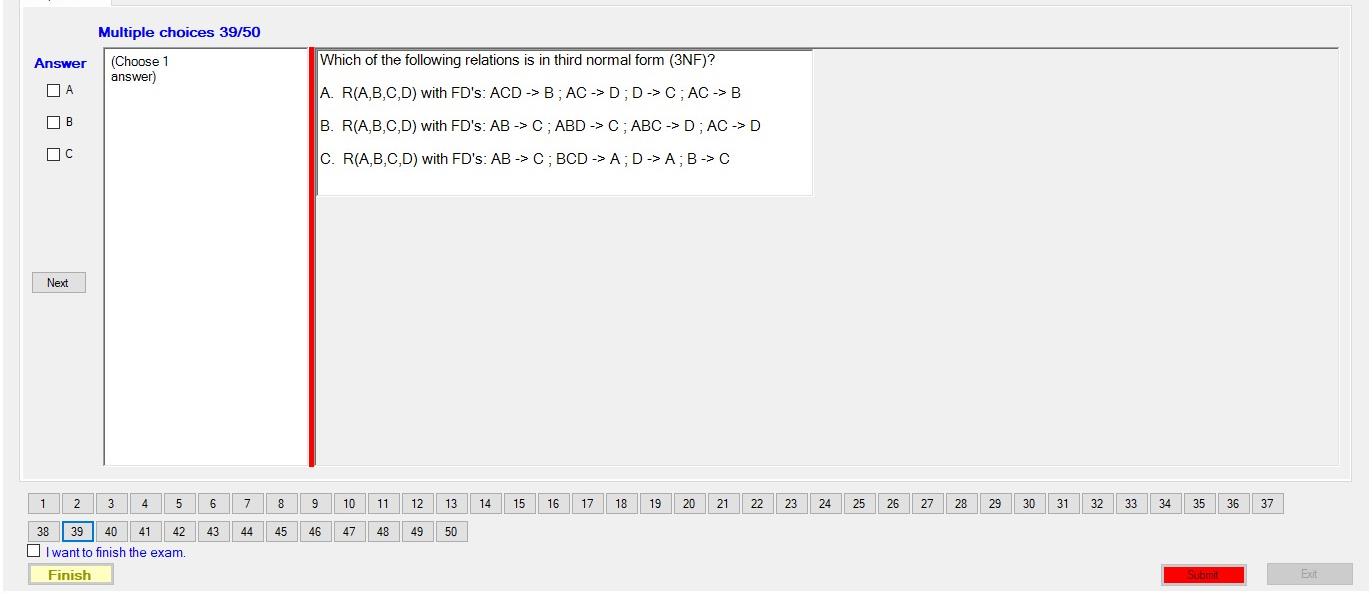 Multiple choices 39/50
Answer
(Choose 1
answer)
A
B
C
Next
Which of the following relations is in third normal form (3NF)?
A. R(A,B,C,D) with FD's: ACD -> B ; AC -> D ; D -> C ; AC -> B
B. R(A,B,C,D) with FD's: AB -> C ; ABD -> C ; ABC -> D ; AC -> D
C. R(A,B,C,D) with FD's: AB -> C ; BCD -> A ; D -> A ; B -> C
1 2 3 4 5 6 7 8 9 10 11 12 13 14 15 16 17 18 19 20 21 22 23 24 25 26 27 28 29 30 31 32 33 34 35 36 37
38 39 40 41 42 43 44 45 46 47 48 49 50
I want to finish the exam.
Finish
Submit
Exit